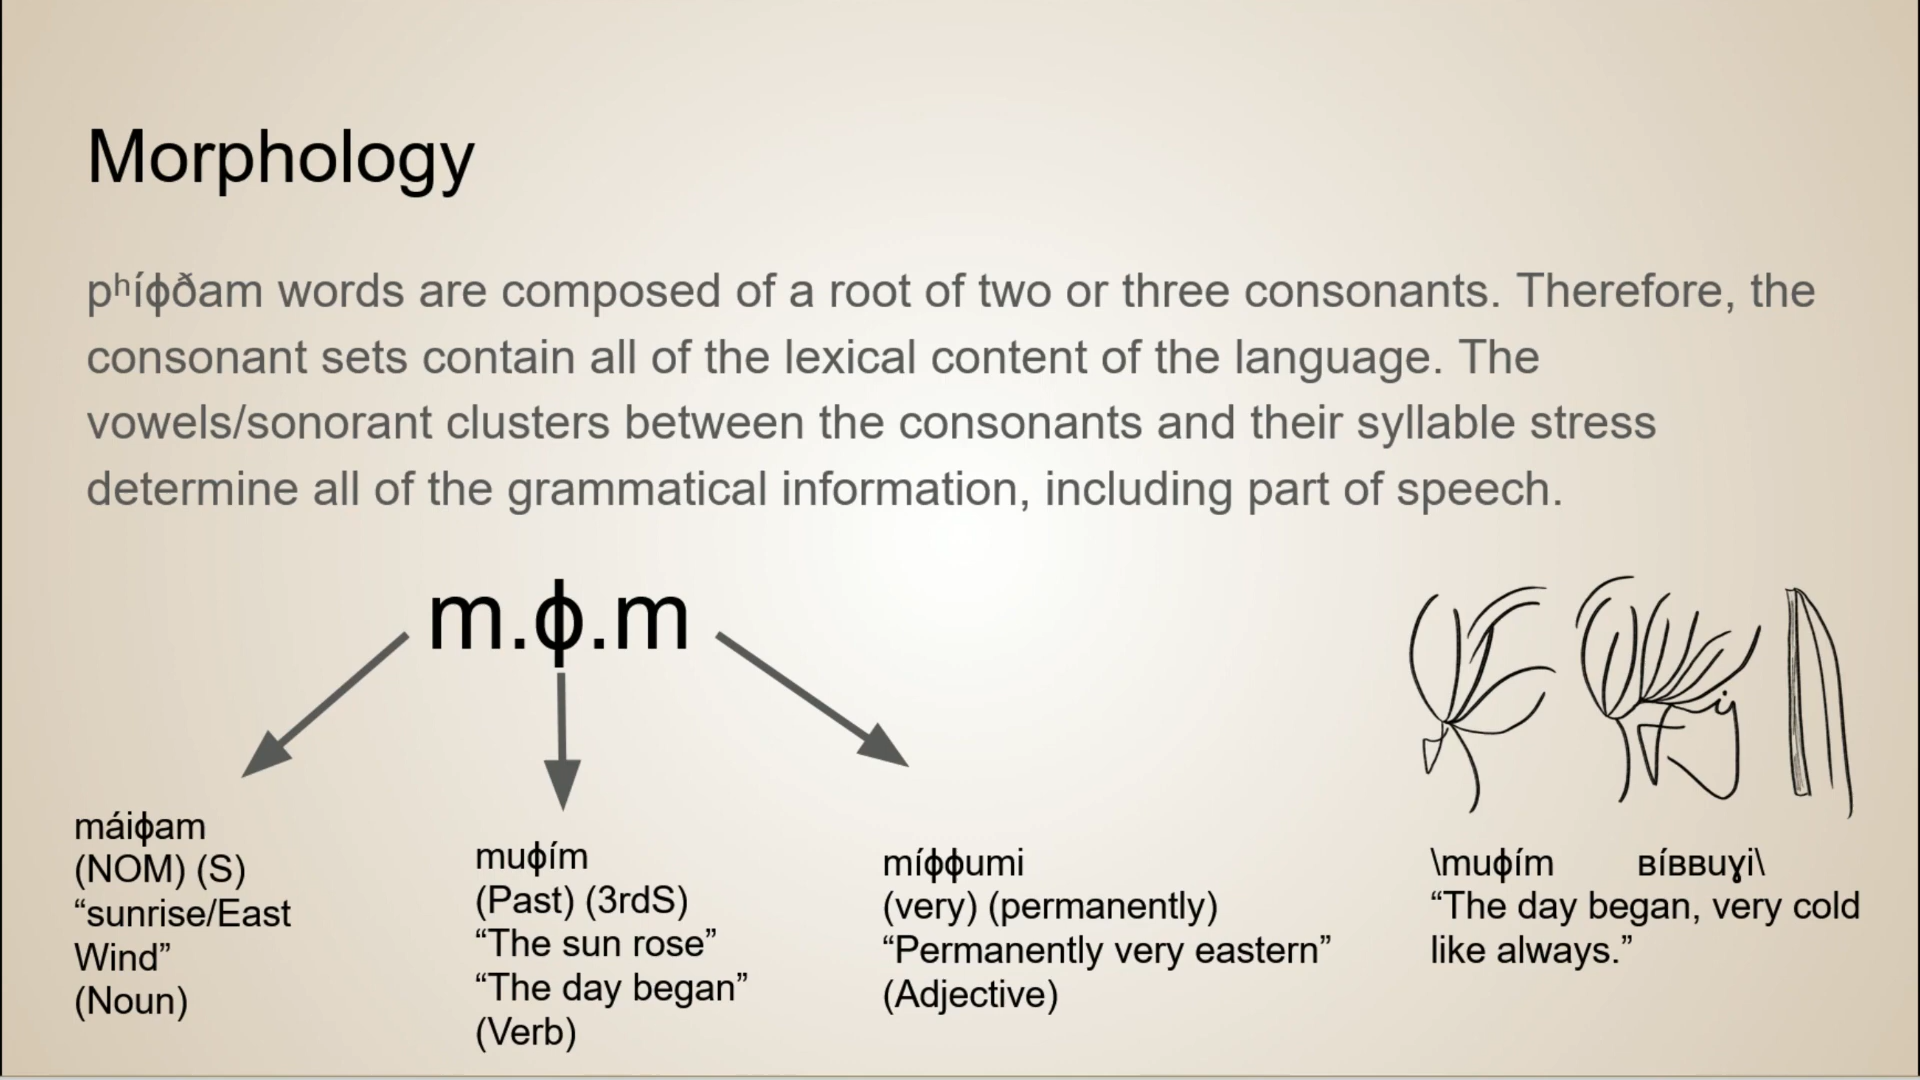 Morphology
pʰíɸðam words are composed of a root of two or three consonants. Therefore, the
consonant sets contain all of the lexical content of the language. The
vowels/sonorant clusters between the consonants and their syllable stress
determine all of the grammatical information, including part of speech.
m.ɸ.m
máiɸam
(NOM) (S)
“sunrise/East
Wind”
(Noun)
muɸím
(Past) (3rdS)
“The sun rose”
“The day began”
(Verb)
míɸɸumi
(very) (permanently)
“Permanently very eastern”
(Adjective)
\muɸím ʙíʙʙuɣi\
“The day began, very cold
like always.”